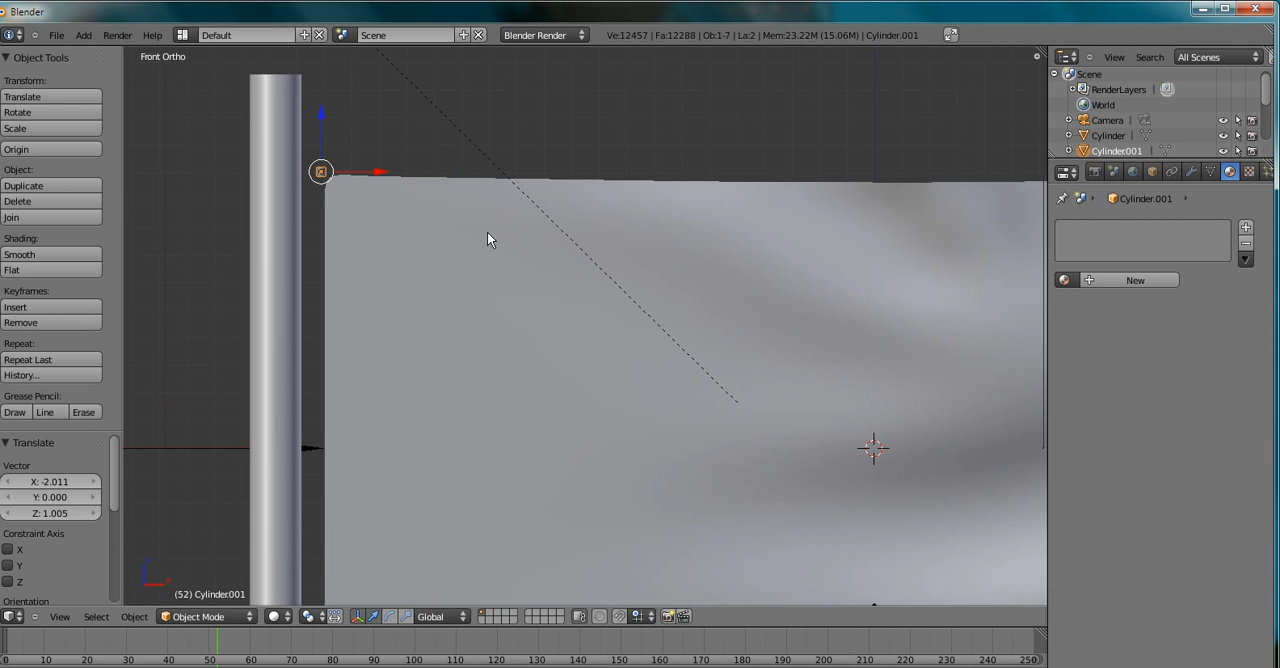 Blender
File Add Render Help Default Scene Blender Render Ve:12457 | Fa:12288 | Ob:1-7 | La:2 | Mem:23.22M (15.06M) | Cylinder.001
Object Tools
Transform:
Translate
Rotate
Scale
Origin
Object:
Duplicate
Delete
Join
Shading:
Smooth
Flat
Keyframes:
Insert
Remove
Repeat:
Repeat Last
History...
Grease Pencil:
Draw Line Erase
Translate
Vector
X: -2.011
Y: 0.000
Z: 1.005
Constraint Axis
X
Y
Z
Orientation
Front Ortho
(52) Cylinder.001
View Select Object Object Mode Global
0 10 20 30 40 50 60 70 80 90 100 110 120 130 140 150 160 170 180 190 200 210 220 230 240 250
View Search All Scenes
Scene
RenderLayers |
World
Camera |
Cylinder |
Cylinder.001 |
Cylinder.001
New